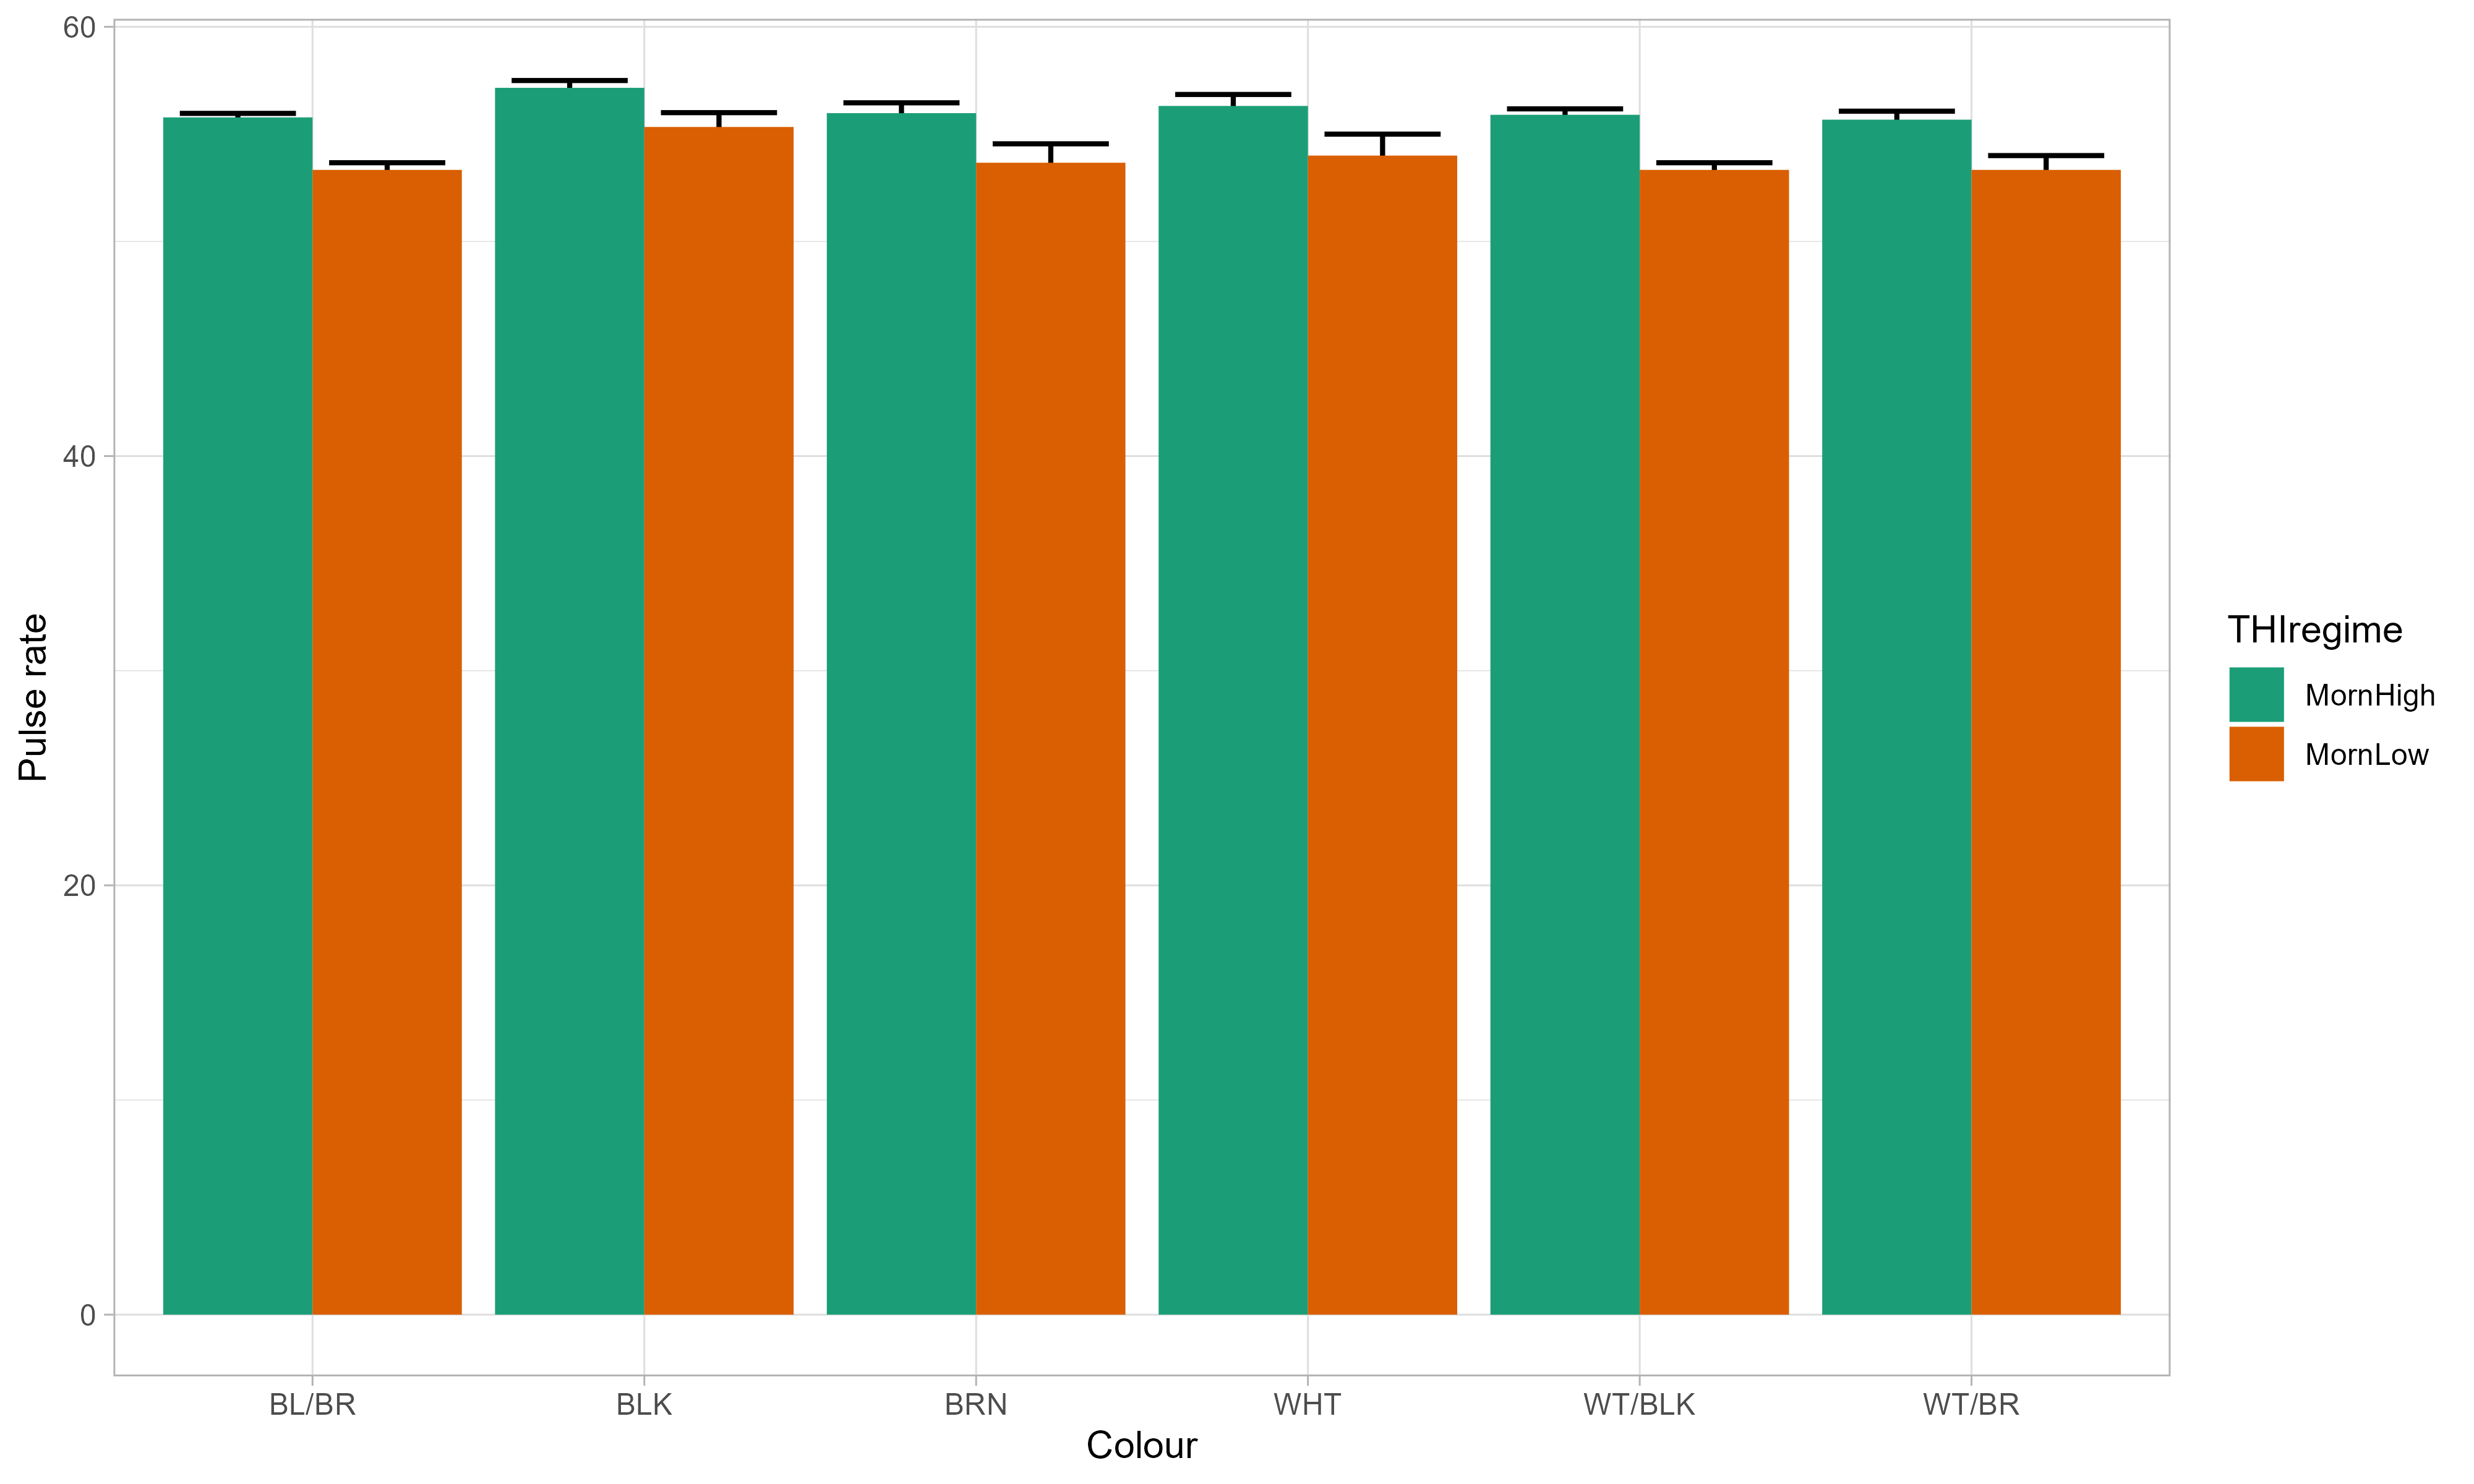 60
40
20
0
Pulse rate
BL/BR
BLK
BRN
WHT
WT/BLK
WT/BR
Colour
THIregime
MornHigh
MornLow